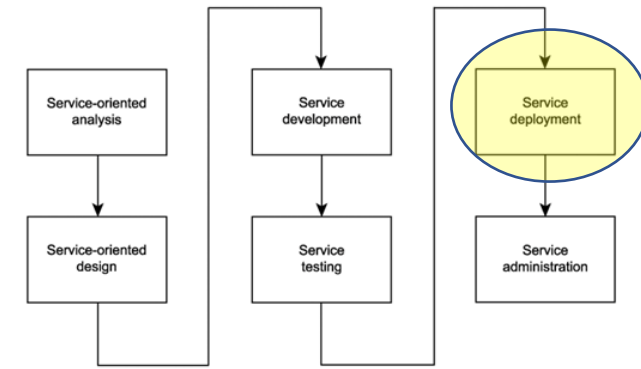 Service-oriented
analysis
Service-oriented
design
Service
development
Service
testing
Service
deployment
Service
administration